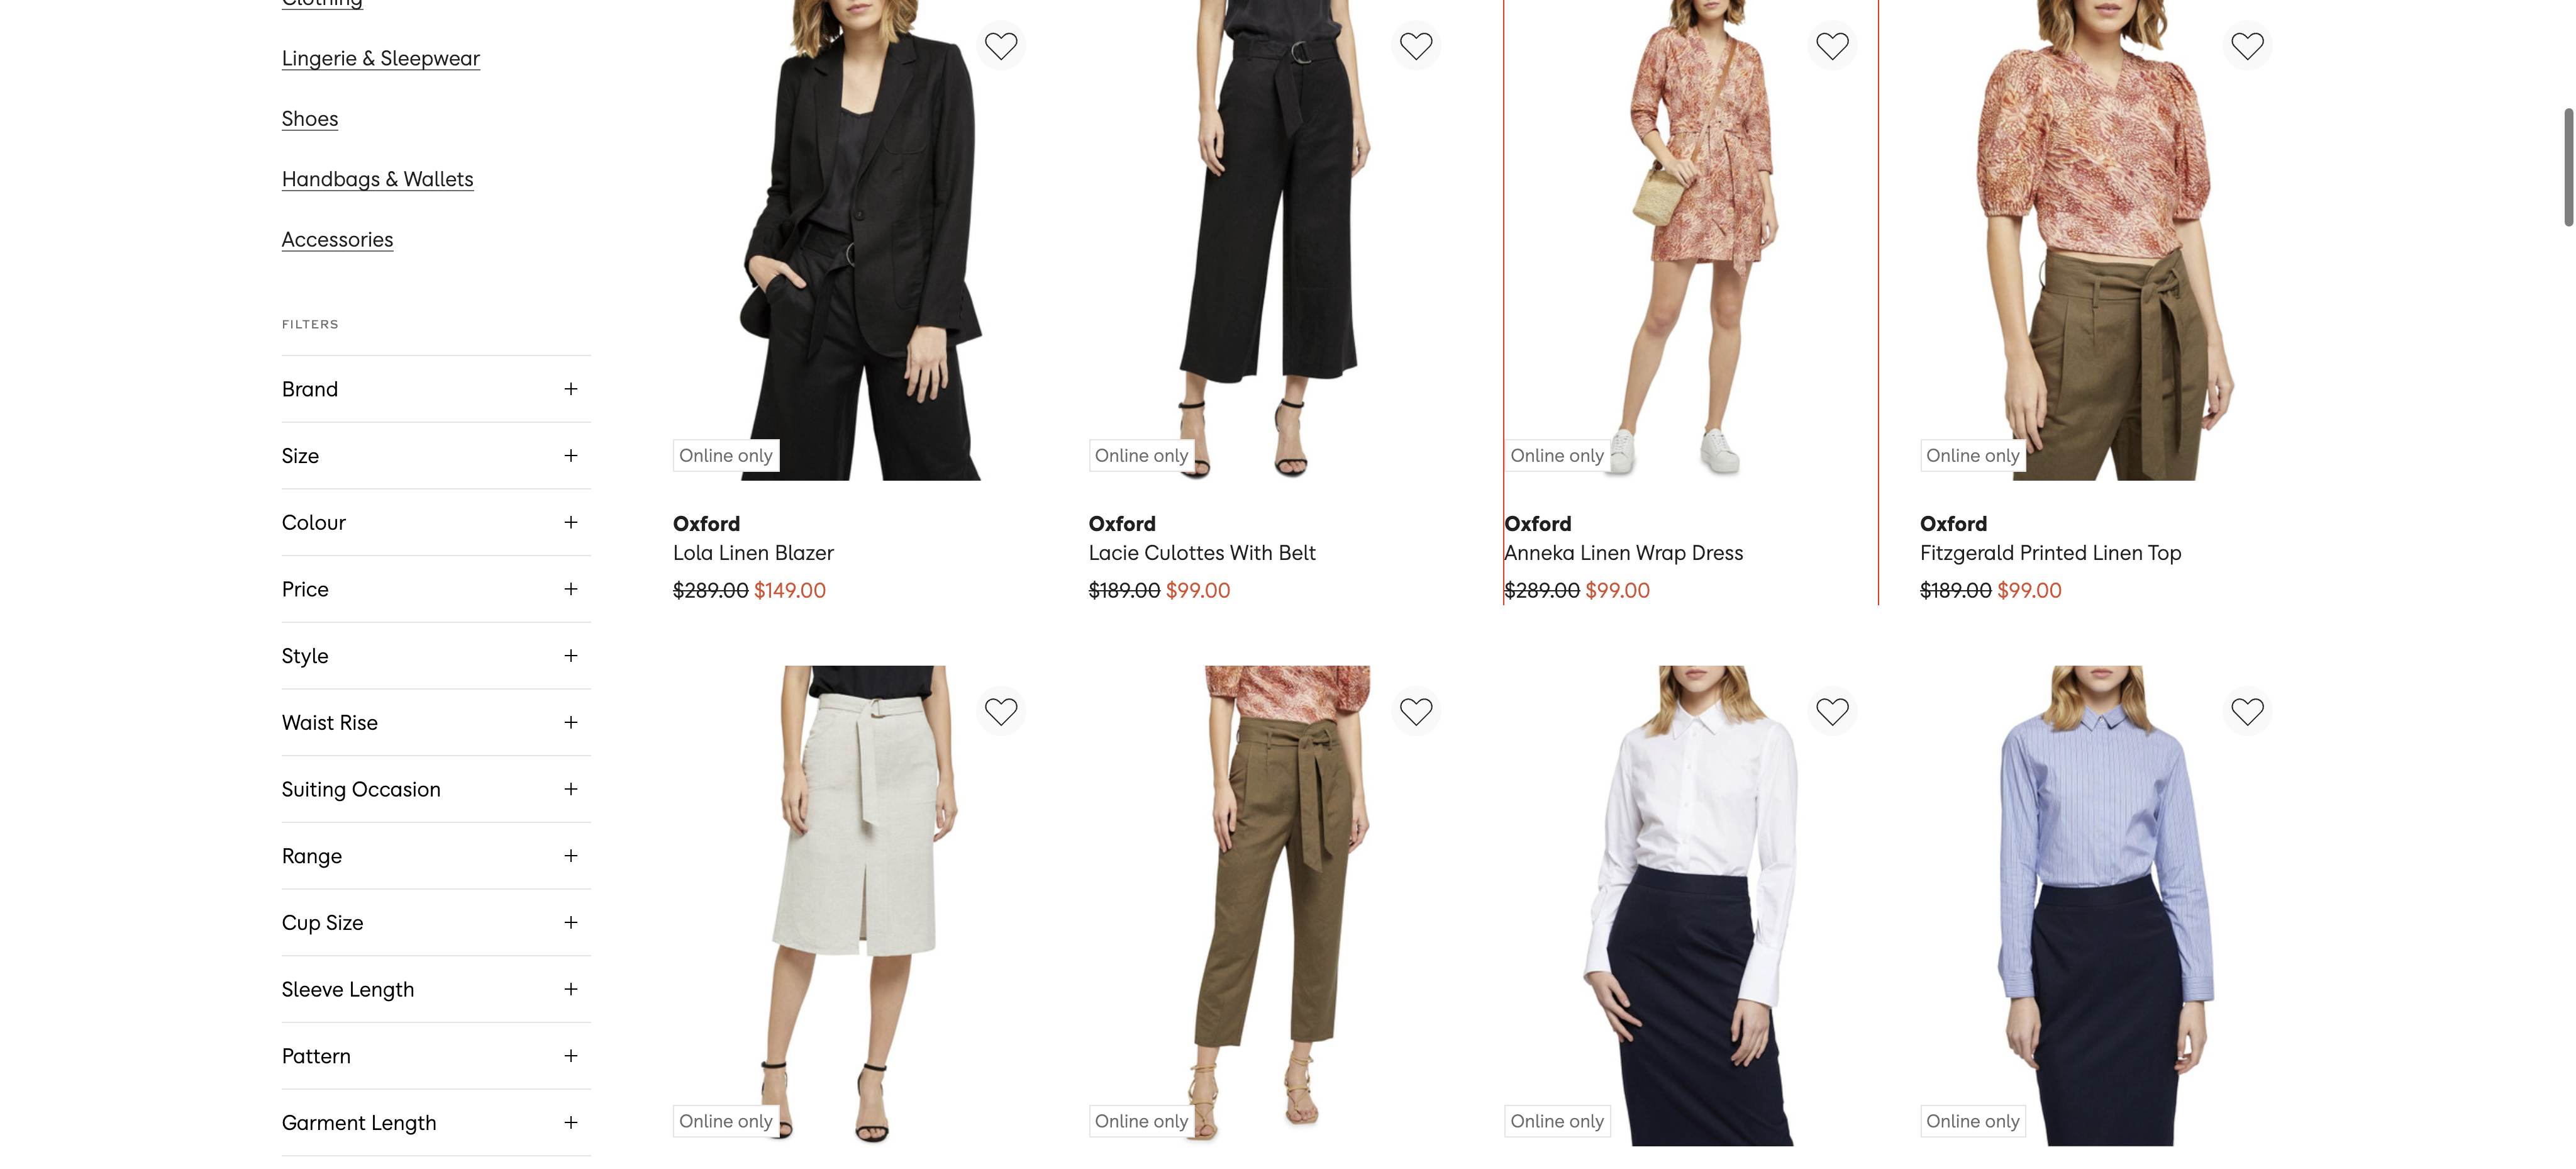 Clothing
Lingerie & Sleepwear
Shoes
Handbags & Wallets
Accessories
FILTERS
Brand
Size
Colour
Price
Style
Waist Rise
Suiting Occasion
Range
Cup Size
Sleeve Length
Pattern
Garment Length
Online only
Oxford
Lola Linen Blazer
$289.00 $149.00
Online only
Oxford
Lacie Culottes With Belt
$189.00 $99.00
Online only
Oxford
Anneka Linen Wrap Dress
$289.00 $99.00
Online only
Oxford
Fitzgerald Printed Linen Top
$189.00 $99.00
Online only
Online only
Online only
Online only